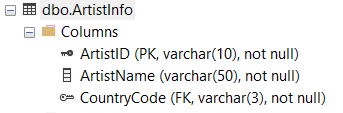 dbo.ArtistInfo
Columns
ArtistID (PK, varchar(10), not null)
ArtistName (varchar(50), not null)
CountryCode (FK, varchar(3), not null)